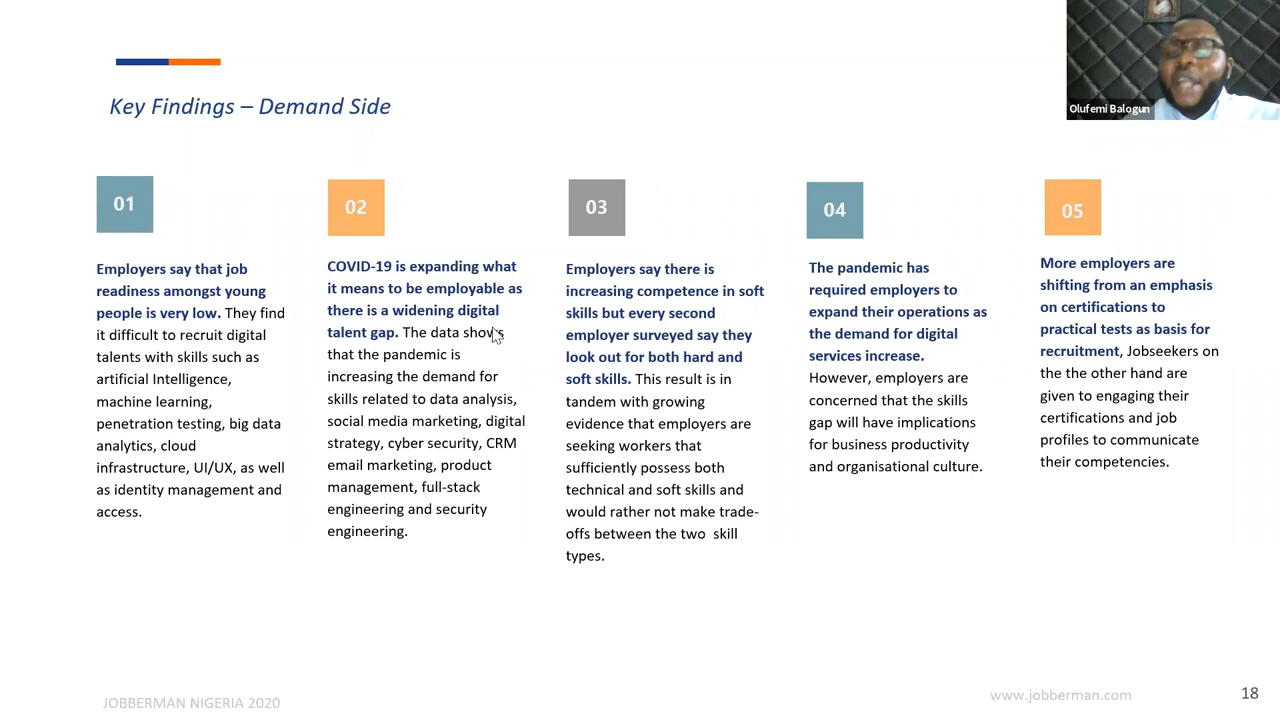 Olufemi Balogun
Key Findings – Demand Side
01
Employers say that job
readiness amongst young
people is very low. They find
it difficult to recruit digital
talents with skills such as
artificial Intelligence,
machine learning,
penetration testing, big data
analytics, cloud
infrastructure, UI/UX, as well
as identity management and
access.
02
COVID-19 is expanding what
it means to be employable as
there is a widening digital
talent gap. The data shows
that the pandemic is
increasing the demand for
skills related to data analysis,
social media marketing, digital
strategy, cyber security, CRM
email marketing, product
management, full-stack
engineering and security
engineering.
03
Employers say there is
increasing competence in soft
skills but every second
employer surveyed say they
look out for both hard and
soft skills. This result is in
tandem with growing
evidence that employers are
seeking workers that
sufficiently possess both
technical and soft skills and
would rather not make trade-
offs between the two skill
types.
04
The pandemic has
required employers to
expand their operations as
the demand for digital
services increase.
However, employers are
concerned that the skills
gap will have implications
for business productivity
and organisational culture.
05
More employers are
shifting from an emphasis
on certifications to
practical tests as basis for
recruitment, Jobseekers on
the the other hand are
given to engaging their
certifications and job
profiles to communicate
their competencies.
JOBBERMAN NIGERIA 2020
www.jobberman.com
18